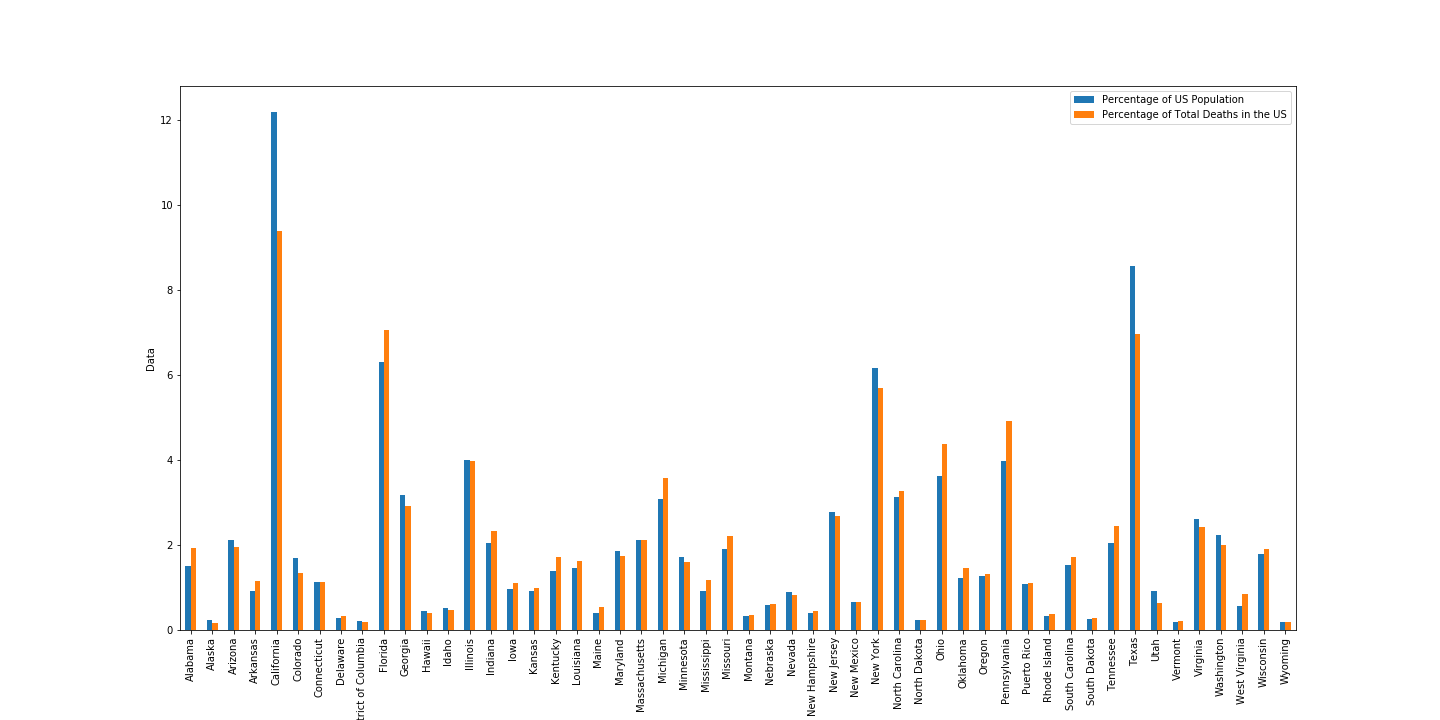 Percentage of US Population
Percentage of Total Deaths in the US
12
10
8
6
4
2
0
Data
Alabama
Alaska
Arizona
Arkansas
California
Colorado
Connecticut
Delaware
trict of Columbia
Florida
Georgia
Hawaii
Idaho
Illinois
Indiana
Iowa
Kansas
Kentucky
Louisiana
Maine
Maryland
Massachusetts
Michigan
Minnesota
Mississippi
Missouri
Montana
Nebraska
Nevada
New Hampshire
New Jersey
New Mexico
New York
North Carolina
North Dakota
Ohio
Oklahoma
Oregon
Pennsylvania
Puerto Rico
Rhode Island
South Carolina
South Dakota
Tennessee
Texas
Utah
Vermont
Virginia
Washington
West Virginia
Wisconsin
Wyoming